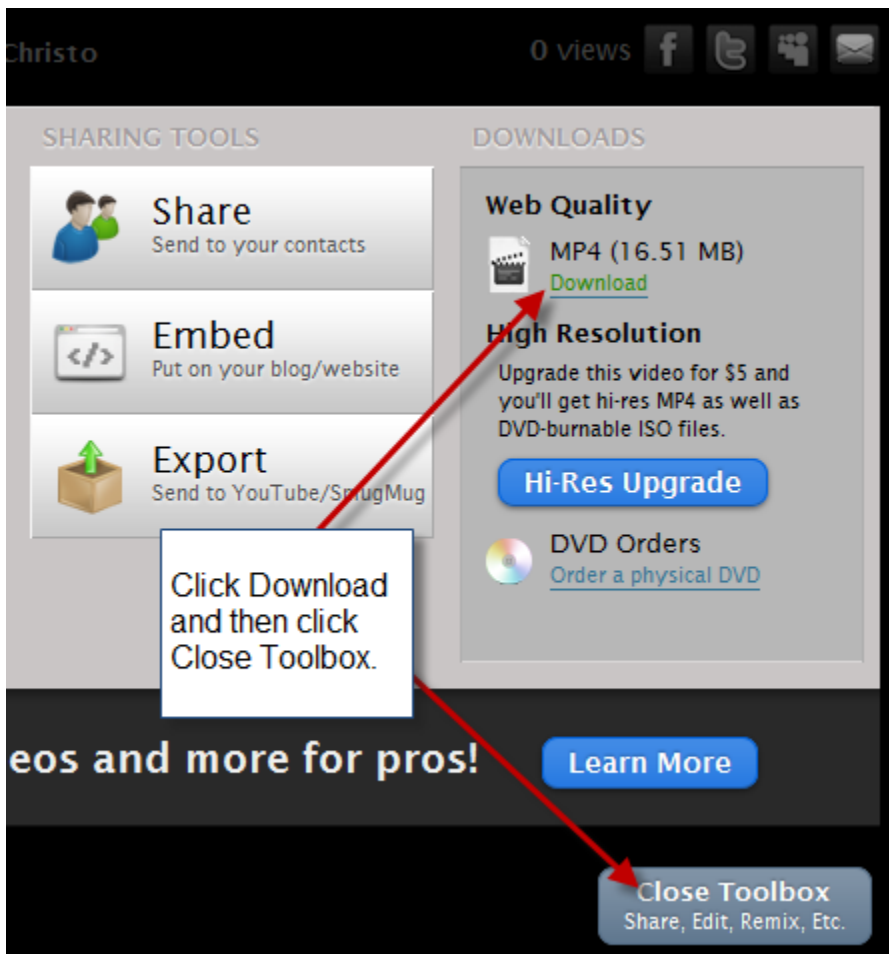 Christo
0 views
SHARING TOOLS
Share
Send to your contacts
Embed
Put on your blog/website
Export
Send to YouTube/SmugMug
DOWNLOADS
Web Quality
MP4 (16.51 MB)
Download
High Resolution
Upgrade this video for $5 and
you'll get hi-res MP4 as well as
DVD-burnable ISO files.
Hi-Res Upgrade
DVD Orders
Order a physical DVD
Click Download
and then click
Close Toolbox.
eos and more for pros!
Learn More
Close Toolbox
Share, Edit, Remix, Etc.